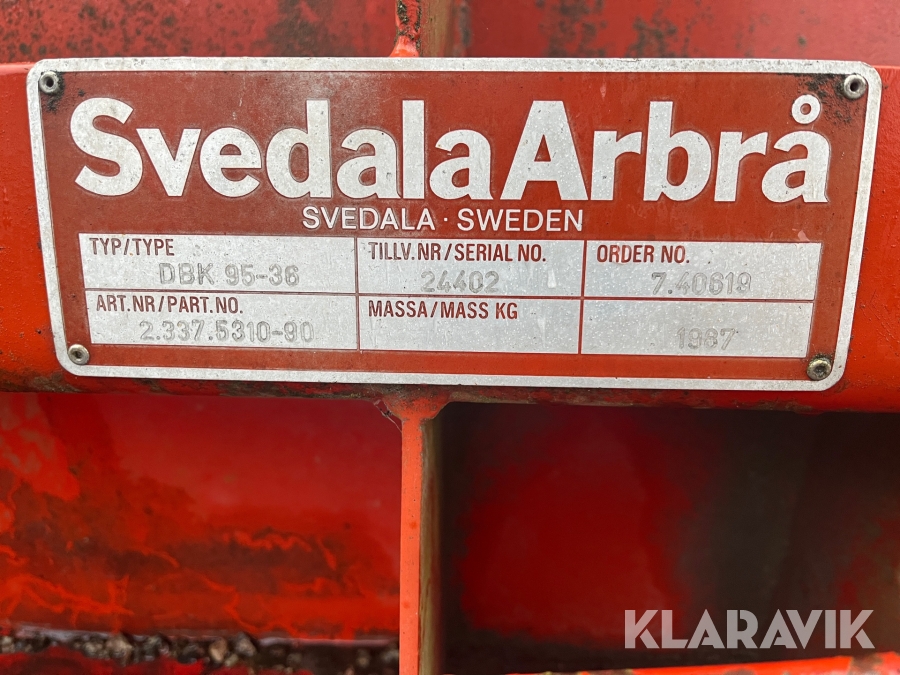 SvedalaArbrå
SVEDALA · SWEDEN
TYP/TYPE
DBK 95-36
TILLV.NR/SERIAL NO.
24402
ORDER NO.
7.40619
ART.NR/PART.NO.
2.337.5310-90
MASSA/MASS KG
1987
KLARAVIK